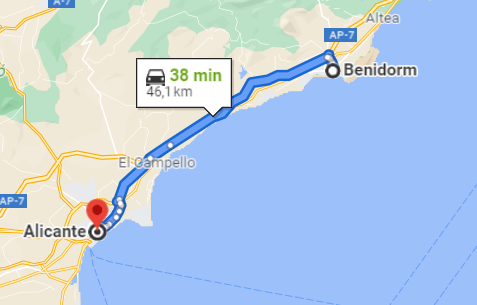 A-7
Altea
AP-7
Benidorm
38 min
46,1 km
El Campello
AP-7
Alicante